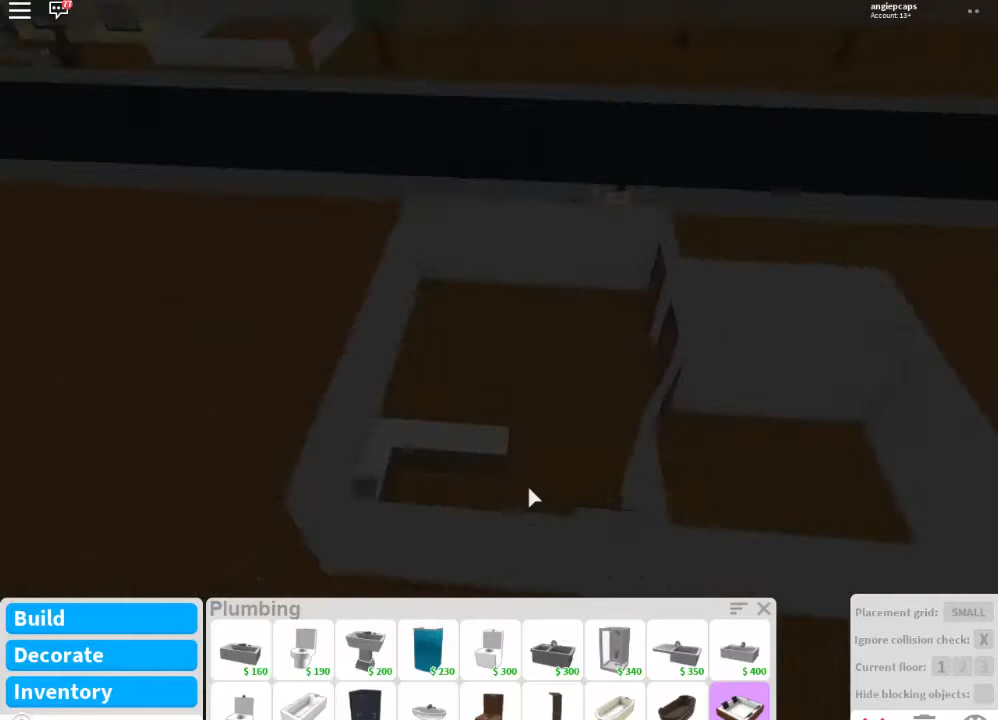 77
angiepcaps
Account: 13+
Build
Decorate
Inventory
Plumbing
$ 160
$ 190
$ 200
$ 230
$ 300
$ 300
$ 340
$ 350
$ 400
Placement grid: SMALL
Ignore collision check: X
Current floor: 1 2 3
Hide blocking objects: